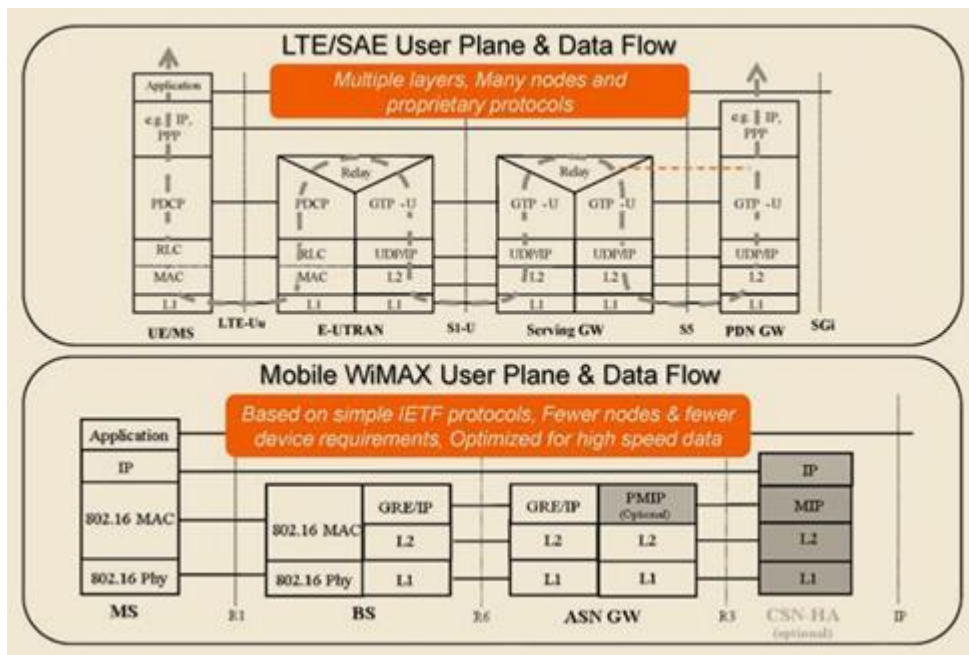 LTE/SAE User Plane & Data Flow
Multiple layers, Many nodes and
proprietary protocols
Application
e.g. IP,
PPP
PDCP
RLC
MAC
L1
UE/MS
LTE-Uu
Relay
PDCP
GTP -U
RLC
UDP/IP
MAC
L2
L1
L1
E-UTRAN
S1-U
Relay
GTP -U
GTP -U
UDP/IP
UDP/IP
L2
L2
L1
L1
Serving GW
S5
e.g. IP,
PPP
GTP -U
UDP/IP
L2
L1
PDN GW
SGi
Mobile WiMAX User Plane & Data Flow
Based on simple IETF protocols, Fewer nodes & fewer
device requirements, Optimized for high speed data
Application
IP
802.16 MAC
802.16 Phy
MS
R1
802.16 MAC
GRE/IP
L2
802.16 Phy
L1
BS
R6
GRE/IP
PMIP
(Optional)
L2
L2
L1
L1
ASN GW
R3
IP
MIP
L2
L1
CSN-HA
(optional)
IP